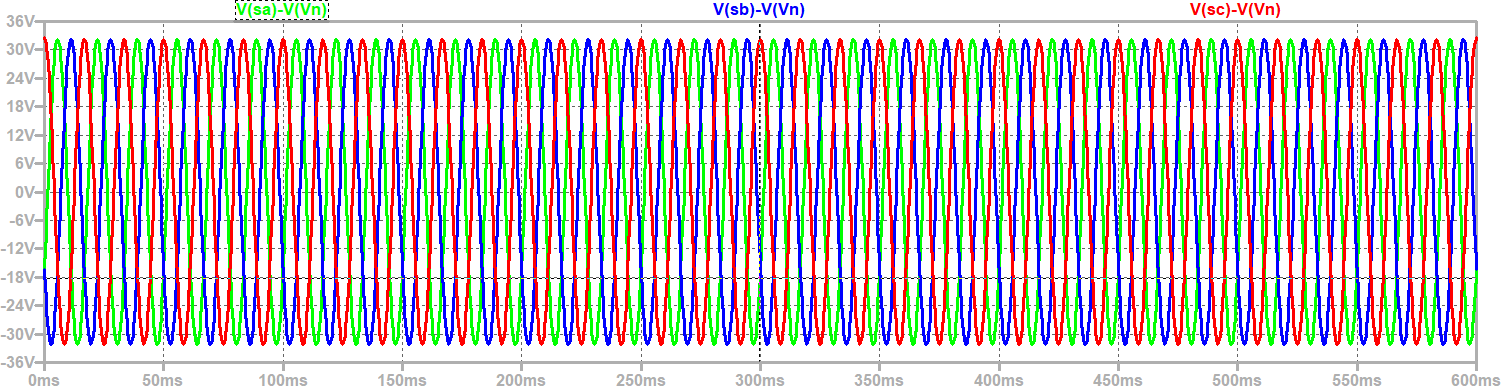 V(sa)-V(Vn) V(sb)-V(Vn) V(sc)-V(Vn)
36V
30V
24V
18V
12V
6V
0V
-6V
-12V
-18V
-24V
-30V
-36V
0ms 50ms 100ms 150ms 200ms 250ms 300ms 350ms 400ms 450ms 500ms 550ms 600ms